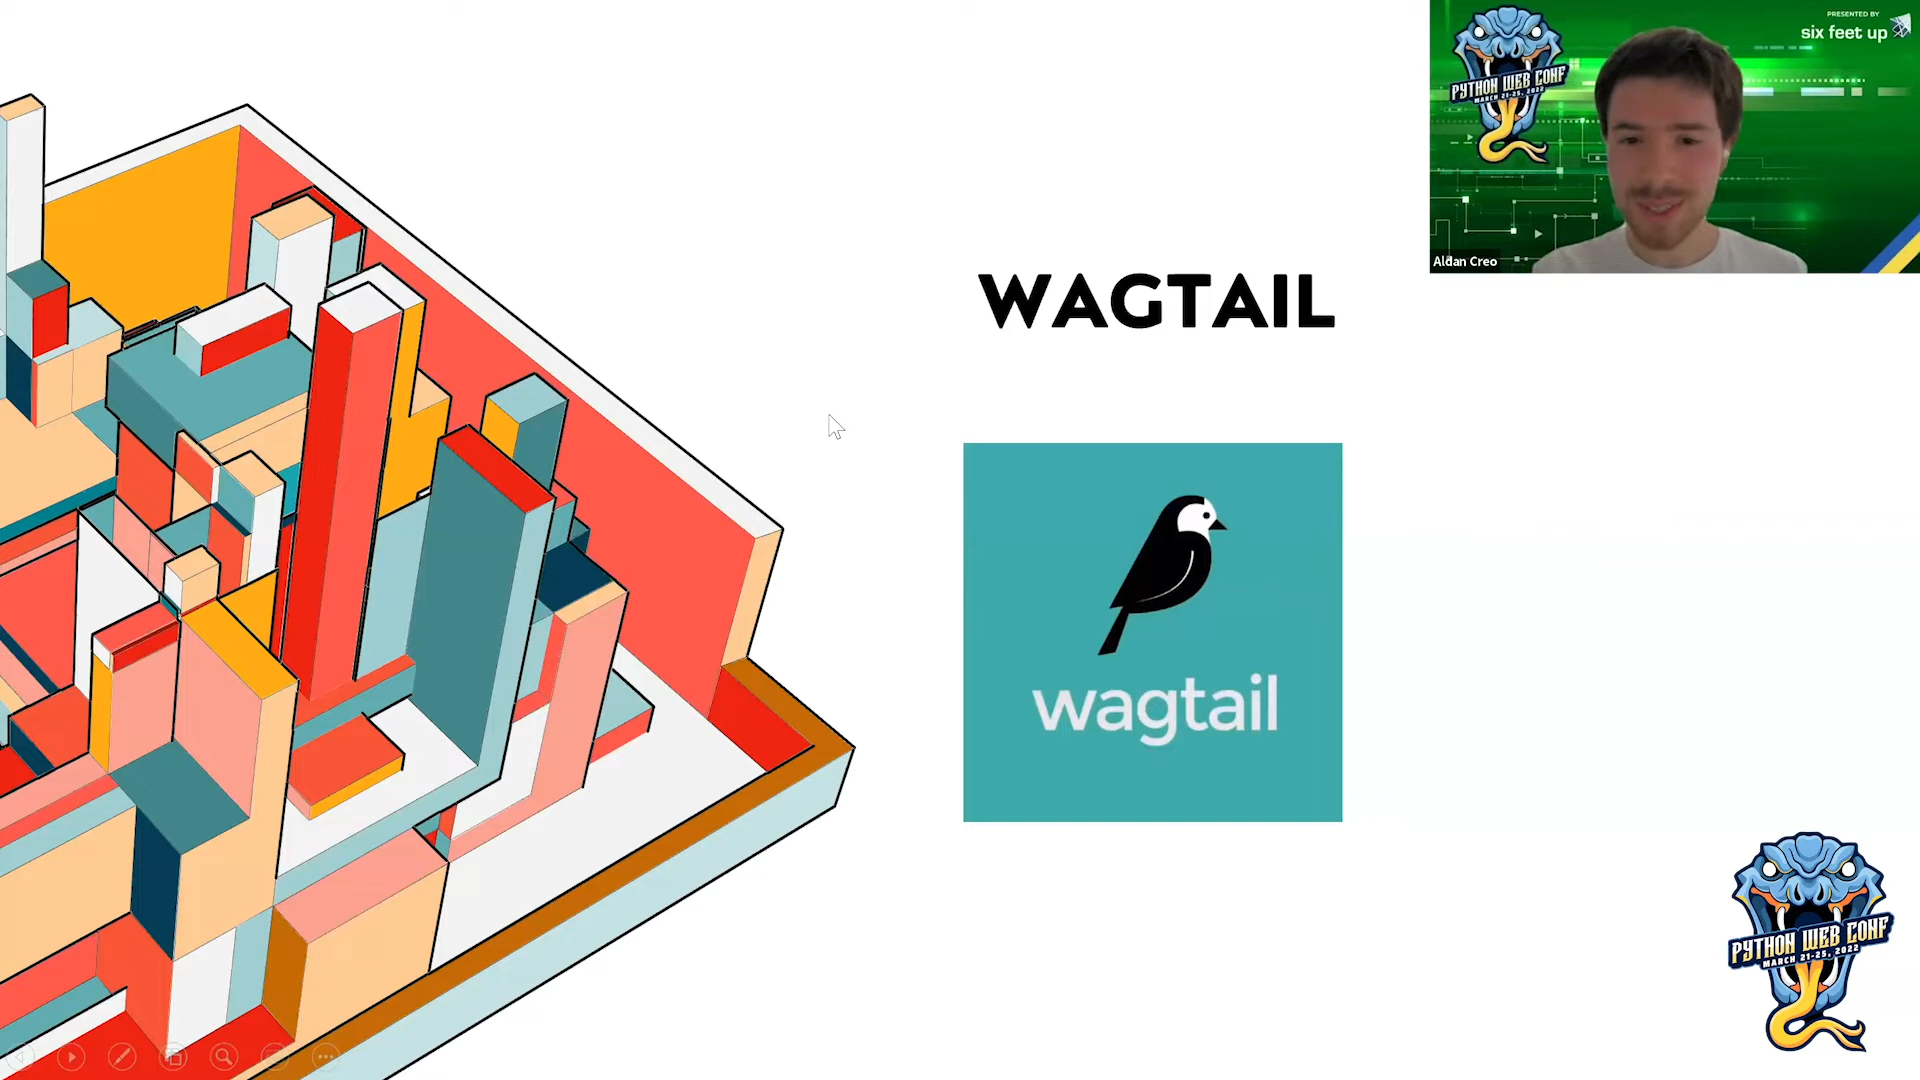 PRESENTED BY
six feet up
PYTHON WEB CONF
MARCH 21-25, 2022
Aldan Creo
WAGTAIL
wagtail
PYTHON WEB CONF
MARCH 21-25, 2022